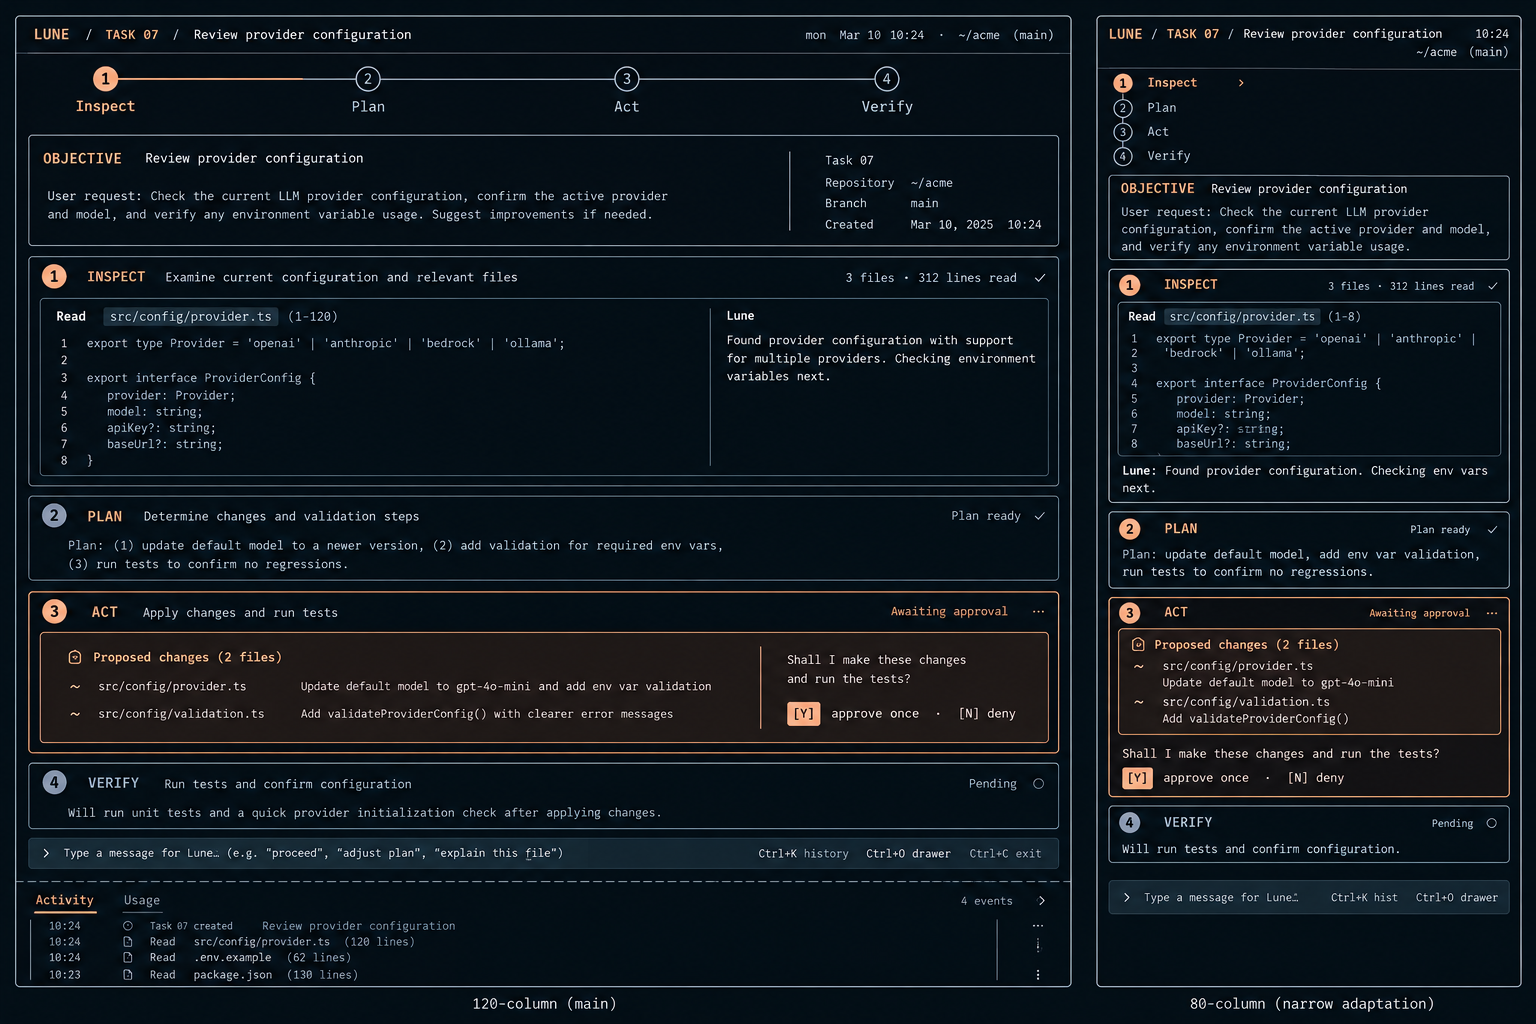 LUNE / TASK 07 / Review provider configuration mon Mar 10 10:24 · ~/acme (main)
1 2 3 4
Inspect Plan Act Verify
OBJECTIVE Review provider configuration
User request: Check the current LLM provider configuration, confirm the active provider
and model, and verify any environment variable usage. Suggest improvements if needed.
Task 07
Repository ~/acme
Branch main
Created Mar 10, 2025 10:24
1 INSPECT Examine current configuration and relevant files 3 files · 312 lines read ✓
Read src/config/provider.ts (1-120)
1 export type Provider = 'openai' | 'anthropic' | 'bedrock' | 'ollama';
2
3 export interface ProviderConfig {
4 provider: Provider;
5 model: string;
6 apiKey?: string;
7 baseUrl?: string;
8 }
Lune
Found provider configuration with support
for multiple providers. Checking environment
variables next.
2 PLAN Determine changes and validation steps Plan ready ✓
Plan: (1) update default model to a newer version, (2) add validation for required env vars,
(3) run tests to confirm no regressions.
3 ACT Apply changes and run tests Awaiting approval ···
Proposed changes (2 files)
~ src/config/provider.ts Update default model to gpt-4o-mini and add env var validation
~ src/config/validation.ts Add validateProviderConfig() with clearer error messages
Shall I make these changes
and run the tests?
[Y] approve once · [N] deny
4 VERIFY Run tests and confirm configuration Pending ○
Will run unit tests and a quick provider initialization check after applying changes.
> Type a message for Lune… (e.g. "proceed", "adjust plan", "explain this file") Ctrl+K history Ctrl+O drawer Ctrl+C exit
Activity Usage 4 events >
10:24 Task 07 created Review provider configuration
10:24 Read src/config/provider.ts (120 lines)
10:24 Read .env.example (62 lines)
10:23 Read package.json (130 lines)
120-column (main)
LUNE / TASK 07 / Review provider configuration 10:24
~/acme (main)
1 Inspect >
2 Plan
3 Act
4 Verify
OBJECTIVE Review provider configuration
User request: Check the current LLM provider
configuration, confirm the active provider and model,
and verify any environment variable usage.
1 INSPECT 3 files · 312 lines read ✓
Read src/config/provider.ts (1-8)
1 export type Provider = 'openai' | 'anthropic' |
2 'bedrock' | 'ollama';
3
4 export interface ProviderConfig {
5 provider: Provider;
6 model: string;
7 apiKey?: string;
8 baseUrl?: string;
Lune: Found provider configuration. Checking env vars
next.
2 PLAN Plan ready ✓
Plan: update default model, add env var validation,
run tests to confirm no regressions.
3 ACT Awaiting approval ···
Proposed changes (2 files)
~ src/config/provider.ts
Update default model to gpt-4o-mini
~ src/config/validation.ts
Add validateProviderConfig()
Shall I make these changes and run the tests?
[Y] approve once · [N] deny
4 VERIFY Pending ○
Will run tests and confirm configuration.
> Type a message for Lune… Ctrl+K hist Ctrl+O drawer
80-column (narrow adaptation)